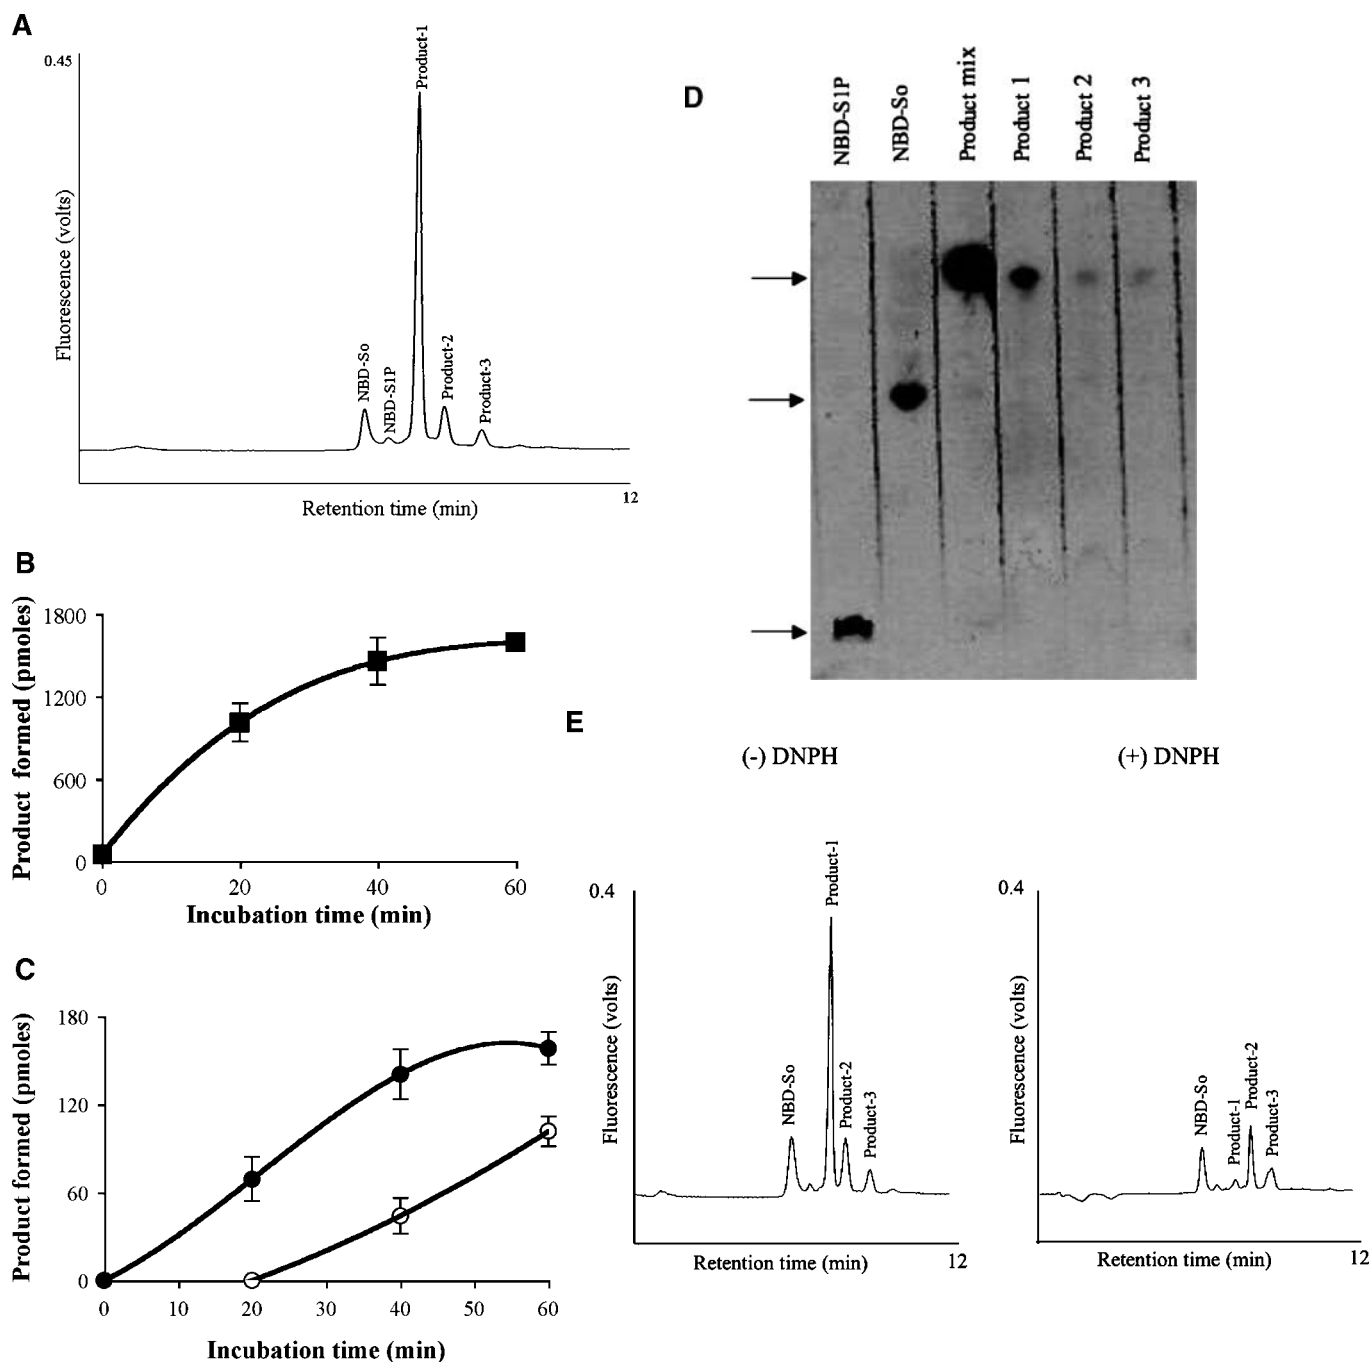 A
0.45
Fluorescence (volts)
NBD-So
NBD-S1P
Product-1
Product-2
Product-3
12
Retention time (min)
B
Product formed (pmoles)
1800
1200
600
0
0 20 40 60
Incubation time (min)
C
Product formed (pmoles)
180
120
60
0
0 10 20 30 40 50 60
Incubation time (min)
D
NBD-S1P
NBD-So
Product mix
Product 1
Product 2
Product 3
E
(-) DNPH
0.4
Fluorescence (volts)
NBD-So
Product-1
Product-2
Product-3
Retention time (min)
12
(+) DNPH
0.4
Fluorescence (volts)
NBD-So
Product-1
Product-2
Product-3
Retention time (min)
12